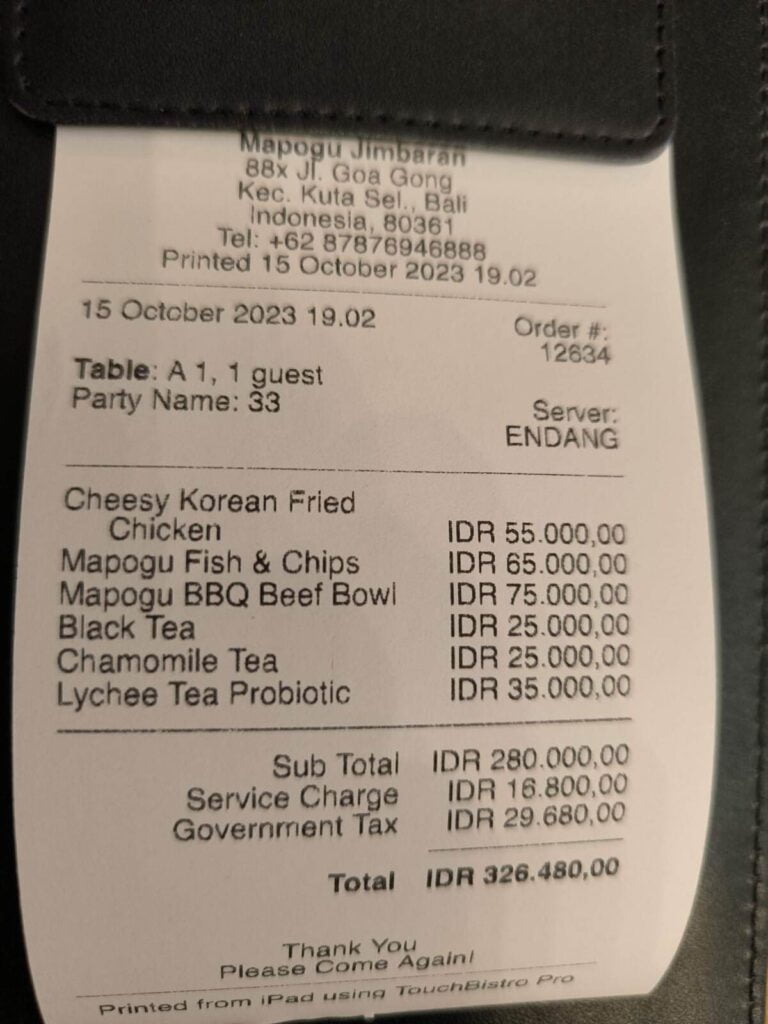 Mapogu Jimbaran
88x Jl. Goa Gong
Kec. Kuta Sel., Bali
Indonesia, 80361
Tel: +62 87876946888
Printed 15 October 2023 19.02
15 October 2023 19.02
Order #:
12634
Table: A 1, 1 guest
Party Name: 33
Server:
ENDANG
Cheesy Korean Fried
Chicken IDR 55.000,00
Mapogu Fish & Chips IDR 65.000,00
Mapogu BBQ Beef Bowl IDR 75.000,00
Black Tea IDR 25.000,00
Chamomile Tea IDR 25.000,00
Lychee Tea Probiotic IDR 35.000,00
Sub Total IDR 280.000,00
Service Charge IDR 16.800,00
Government Tax IDR 29.680,00
Total IDR 326.480,00
Thank You
Please Come Again!
Printed from iPad using TouchBistro Pro